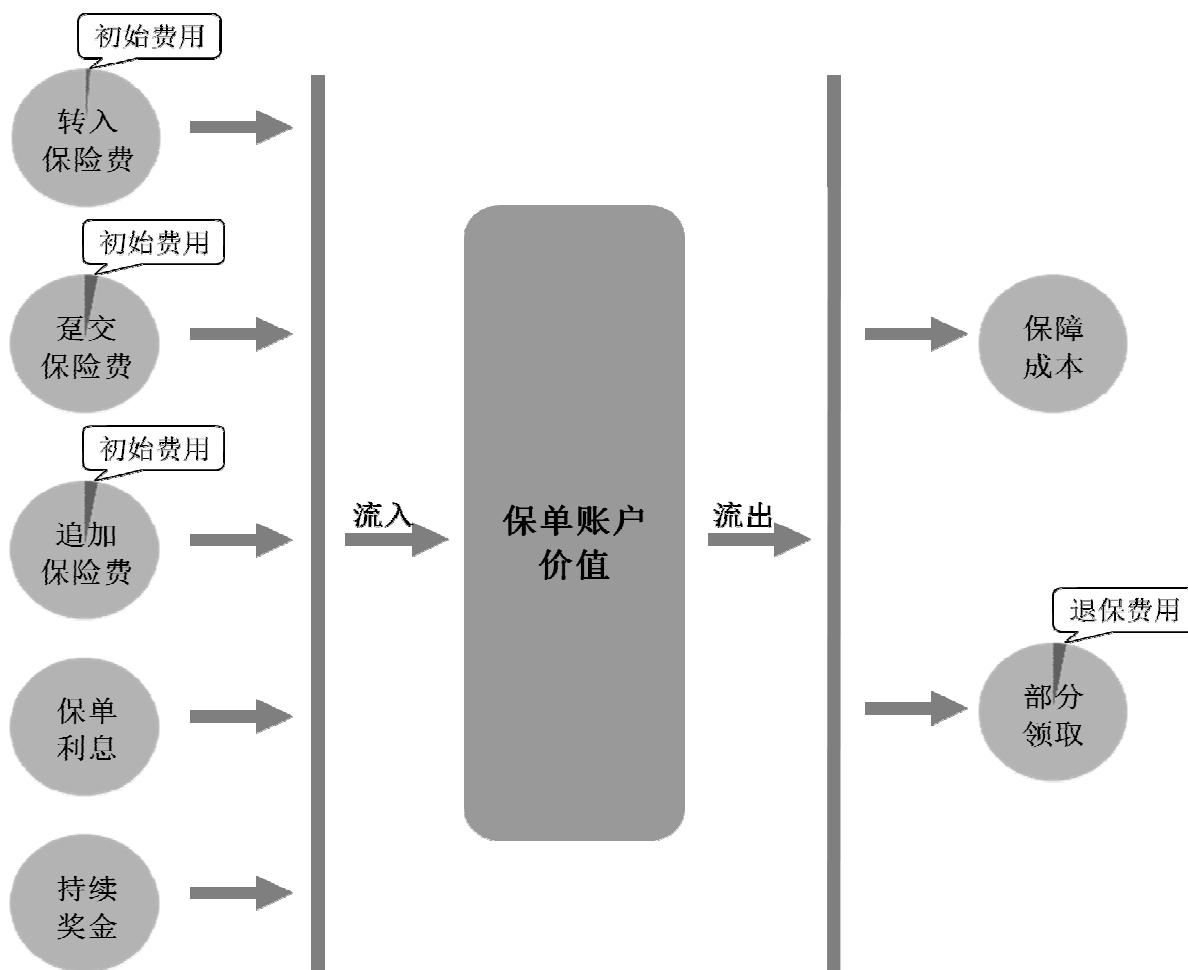 初始费用
转入
保险费
初始费用
趸交
保险费
初始费用
追加
保险费
保单
利息
持续
奖金
流入
保单账户
价值
流出
保障
成本
退保费用
部分
领取